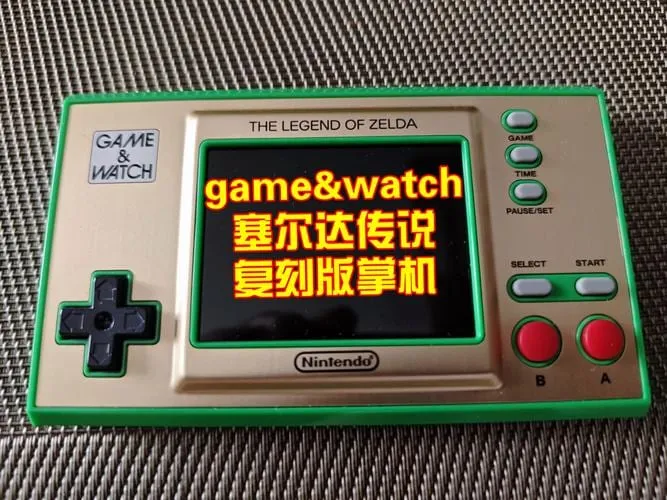 THE LEGEND OF ZELDA
GAME
&
WATCH
game&watch
塞尔达传说
复刻版掌机
GAME
TIME
PAUSE/SET
SELECT START
Nintendo®
B A